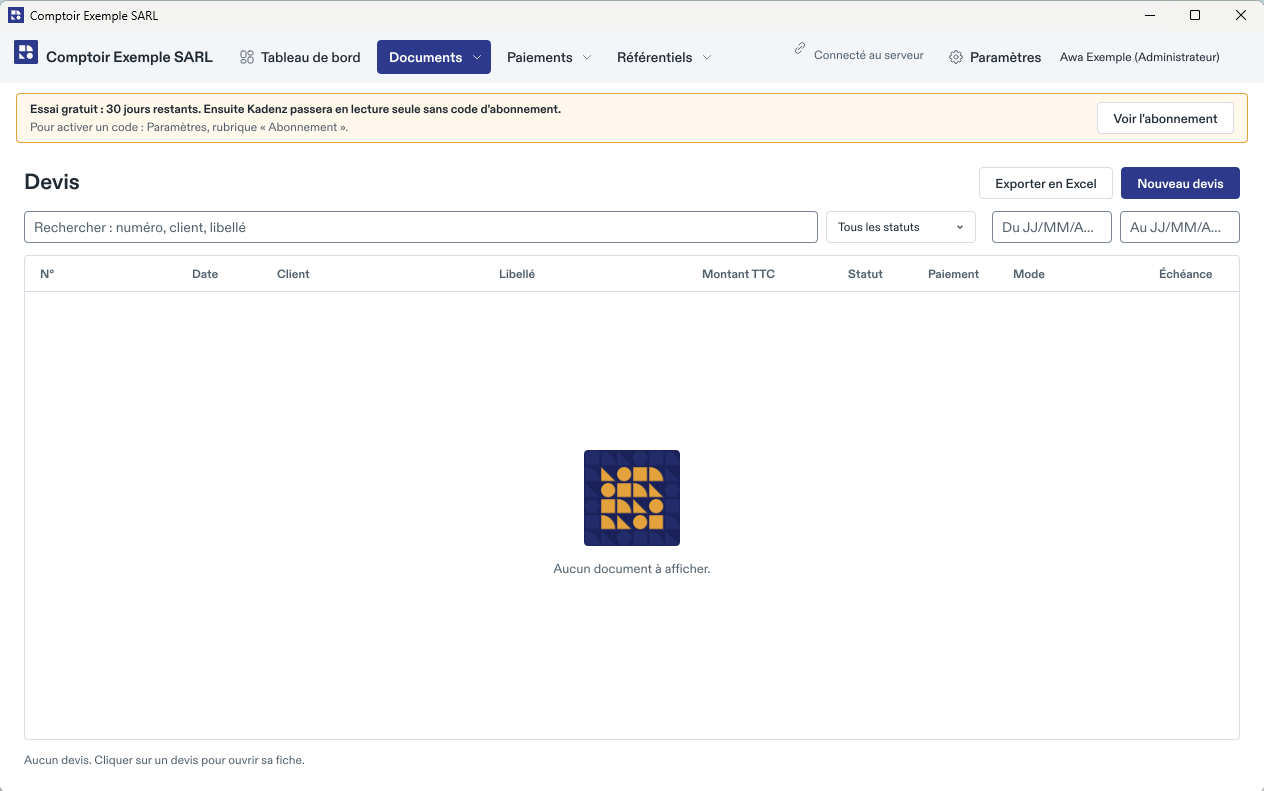 Comptoir Exemple SARL
Comptoir Exemple SARL
Tableau de bord
Documents
Paiements
Référentiels
Connecté au serveur
Paramètres
Awa Exemple (Administrateur)
Essai gratuit : 30 jours restants. Ensuite Kadenz passera en lecture seule sans code d'abonnement.
Pour activer un code : Paramètres, rubrique « Abonnement ».
Voir l'abonnement
Devis
Exporter en Excel
Nouveau devis
Rechercher : numéro, client, libellé
Tous les statuts
Du JJ/MM/A...
Au JJ/MM/A...
N° Date Client Libellé Montant TTC Statut Paiement Mode Échéance
Aucun document à afficher.
Aucun devis. Cliquer sur un devis pour ouvrir sa fiche.